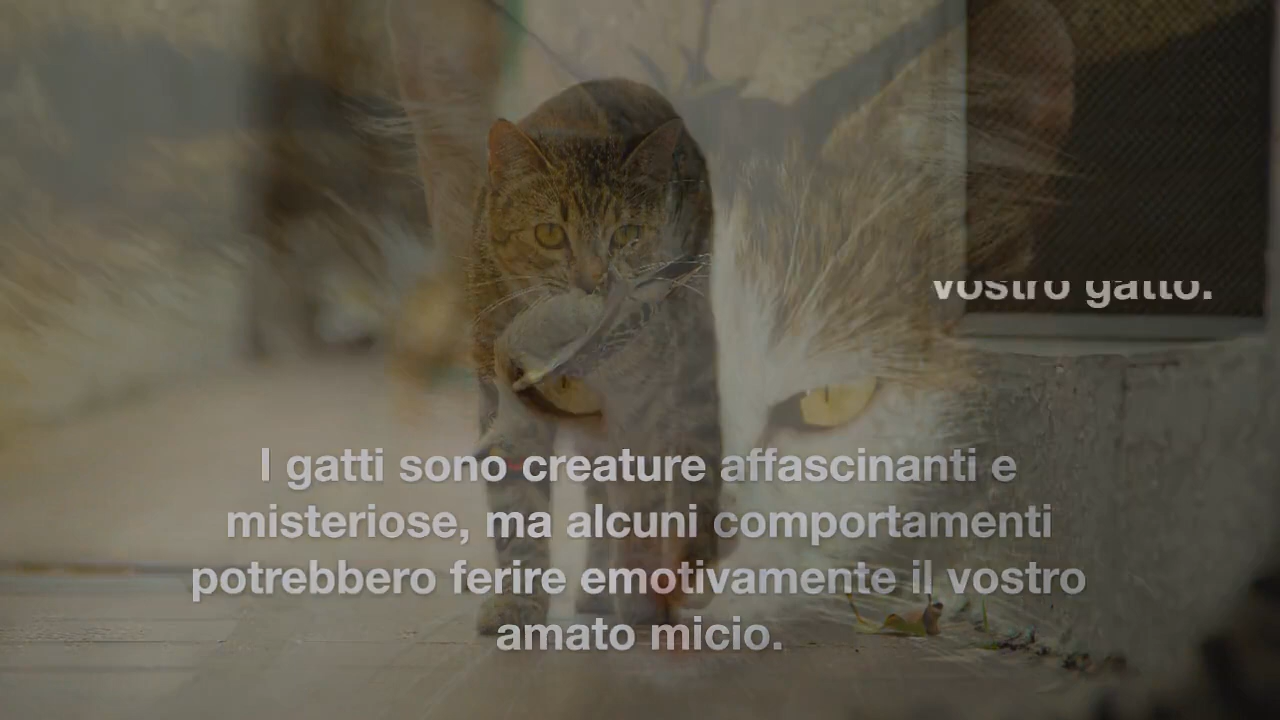 vostro gatto.
I gatti sono creature affascinanti e
misteriose, ma alcuni comportamenti
potrebbero ferire emotivamente il vostro
amato micio.